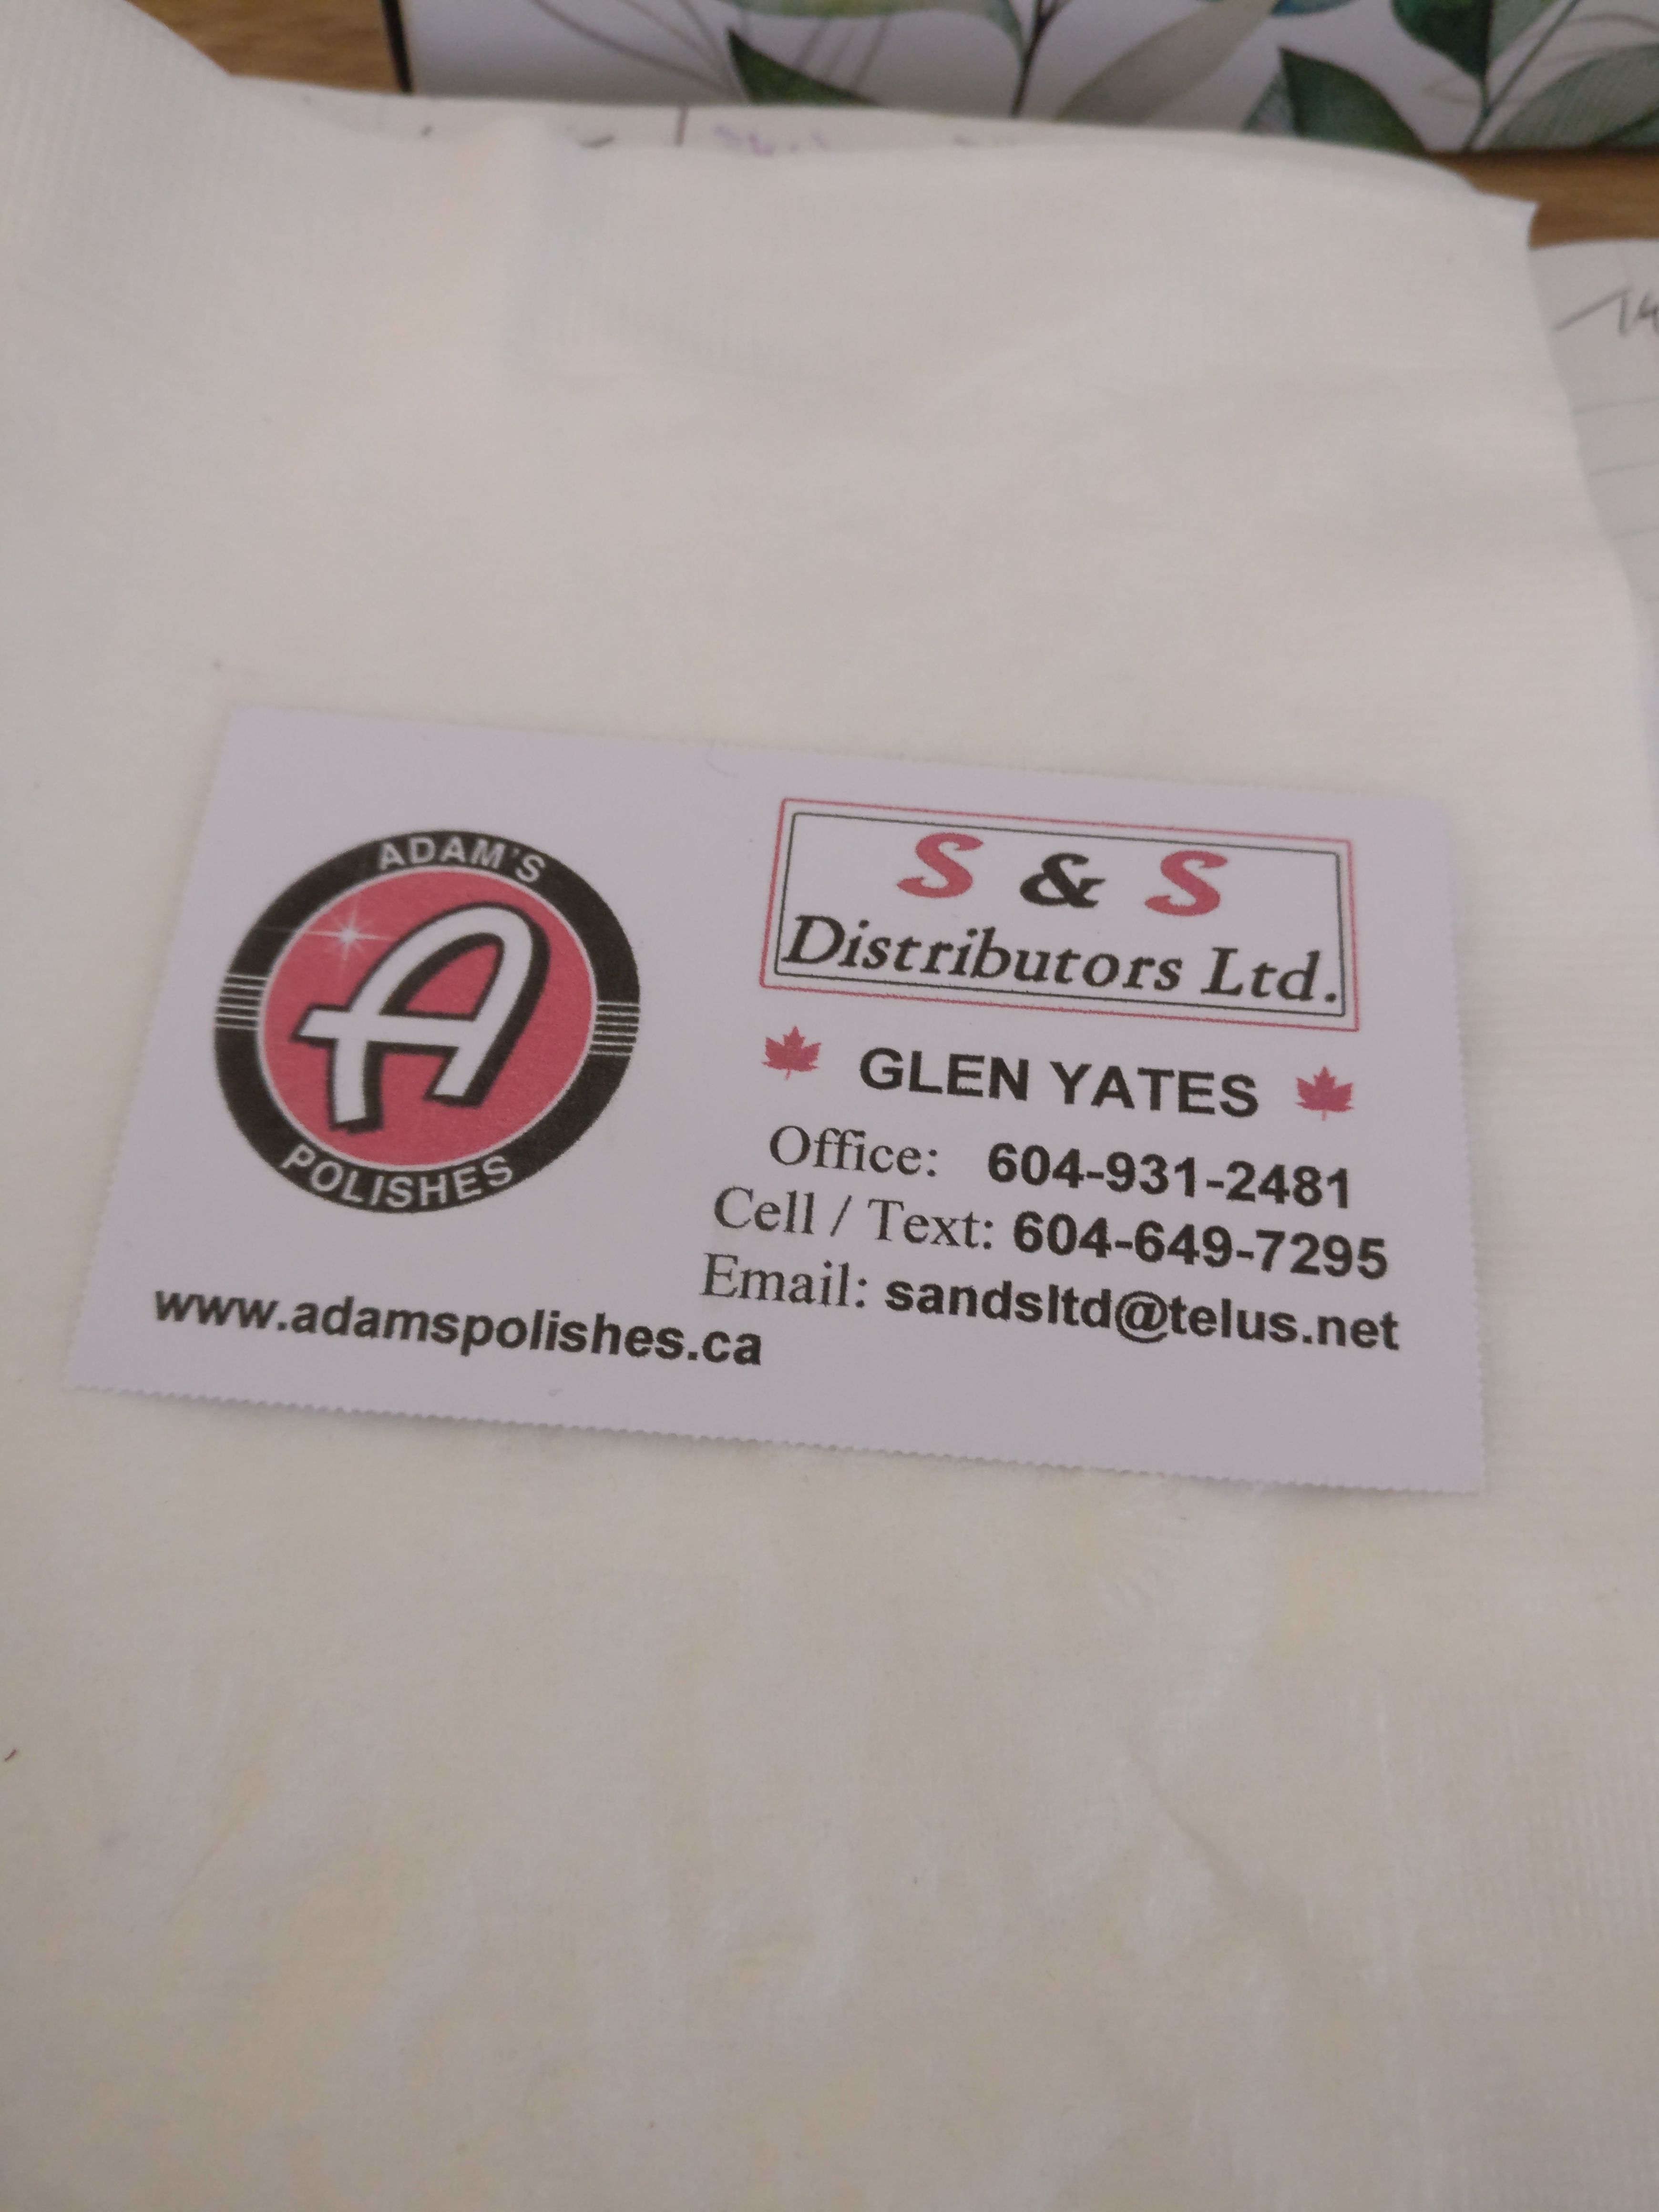 ADAM'S
A
POLISHES
www.adamspolishes.ca
S & S
Distributors Ltd.
GLEN YATES
Office: 604-931-2481
Cell / Text: 604-649-7295
Email: sandsltd@telus.net